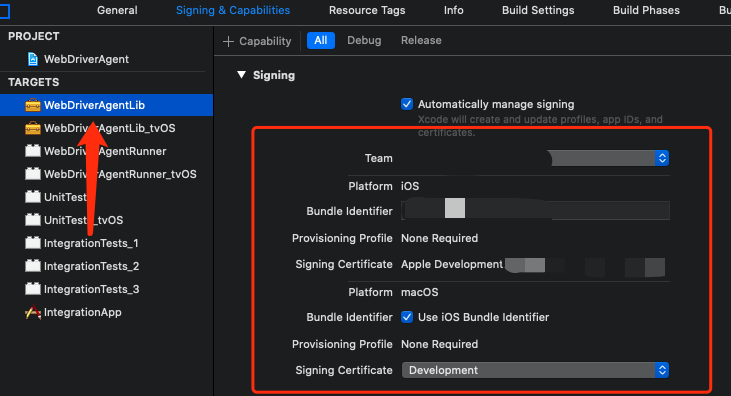 General
Signing & Capabilities
Resource Tags
Info
Build Settings
Build Phases
Bu
PROJECT
WebDriverAgent
TARGETS
WebDriverAgentLib
WebDriverAgentLib_tvOS
WebDriverAgentRunner
WebDriverAgentRunner_tvOS
UnitTests
UnitTests_tvOS
IntegrationTests_1
IntegrationTests_2
IntegrationTests_3
IntegrationApp
+ Capability
All
Debug
Release
Signing
Automatically manage signing
Xcode will create and update profiles, app IDs, and
certificates.
Team
Platform iOS
Bundle Identifier
Provisioning Profile None Required
Signing Certificate Apple Development
Platform macOS
Bundle Identifier Use iOS Bundle Identifier
Provisioning Profile None Required
Signing Certificate Development